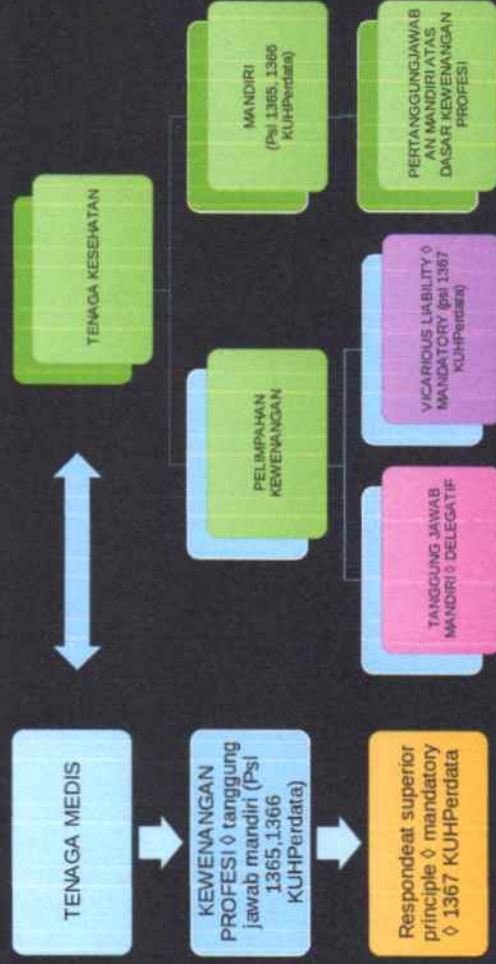 TENAGA MEDIS
KEWENANGAN
PROFESI ◊ tanggung
jawab mandiri (Psl
1365,1366
KUHPerdata)
Respondeat superior
principle ◊ mandatory
◊ 1367 KUHPerdata
TENAGA KESEHATAN
PELIMPAHAN
KEWENANGAN
TANGGUNG JAWAB
MANDIRI ◊ DELEGATIF
VICARIOUS LIABILITY ◊
MANDATORY (psl 1367
KUHPerdata)
MANDIRI
(Psl 1365, 1366
KUHPerdata)
PERTANGGUNGJAWAB
AN MANDIRI ATAS
DASAR KEWENANGAN
PROFESI